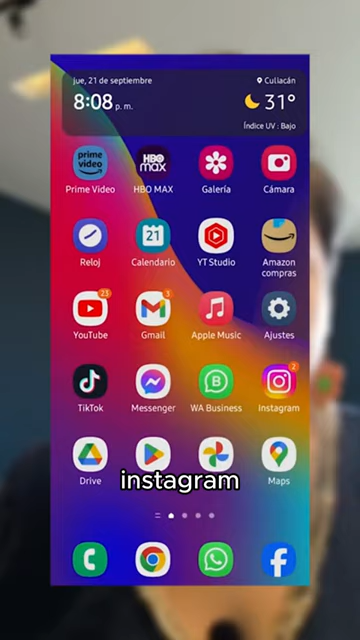 jue, 21 de septiembre
Culiacán
8:08 p. m.
31°
Índice UV : Bajo
prime video
HBO max
Prime Video
HBO MAX
Galería
Cámara
21
Reloj
Calendario
YT Studio
Amazon compras
23
3
YouTube
Gmail
Apple Music
Ajustes
B
2
TikTok
Messenger
WA Business
Instagram
Drive
Maps
instagram